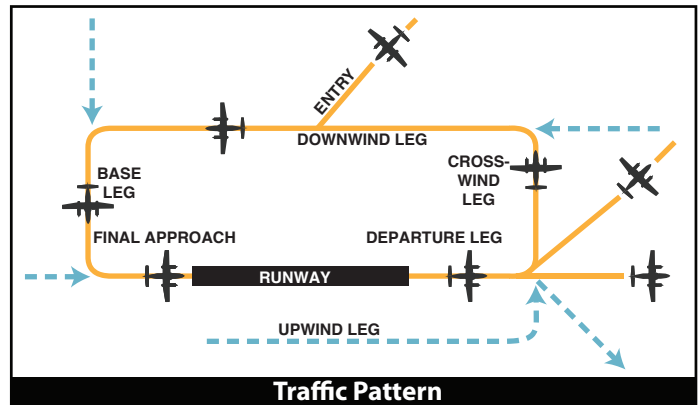 ENTRY
DOWNWIND LEG
BASE
LEG
CROSS-
WIND
LEG
FINAL APPROACH
DEPARTURE LEG
RUNWAY
UPWIND LEG
Traffic Pattern